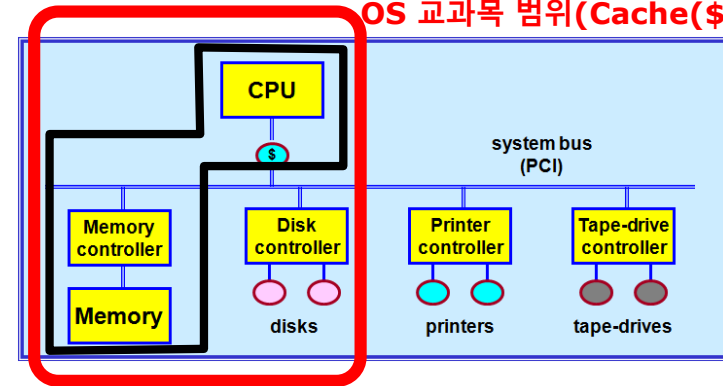 OS 교과목 범위(Cache($
CPU
$
system bus
(PCI)
Memory
controller
Disk
controller
Printer
controller
Tape-drive
controller
Memory
disks
printers
tape-drives